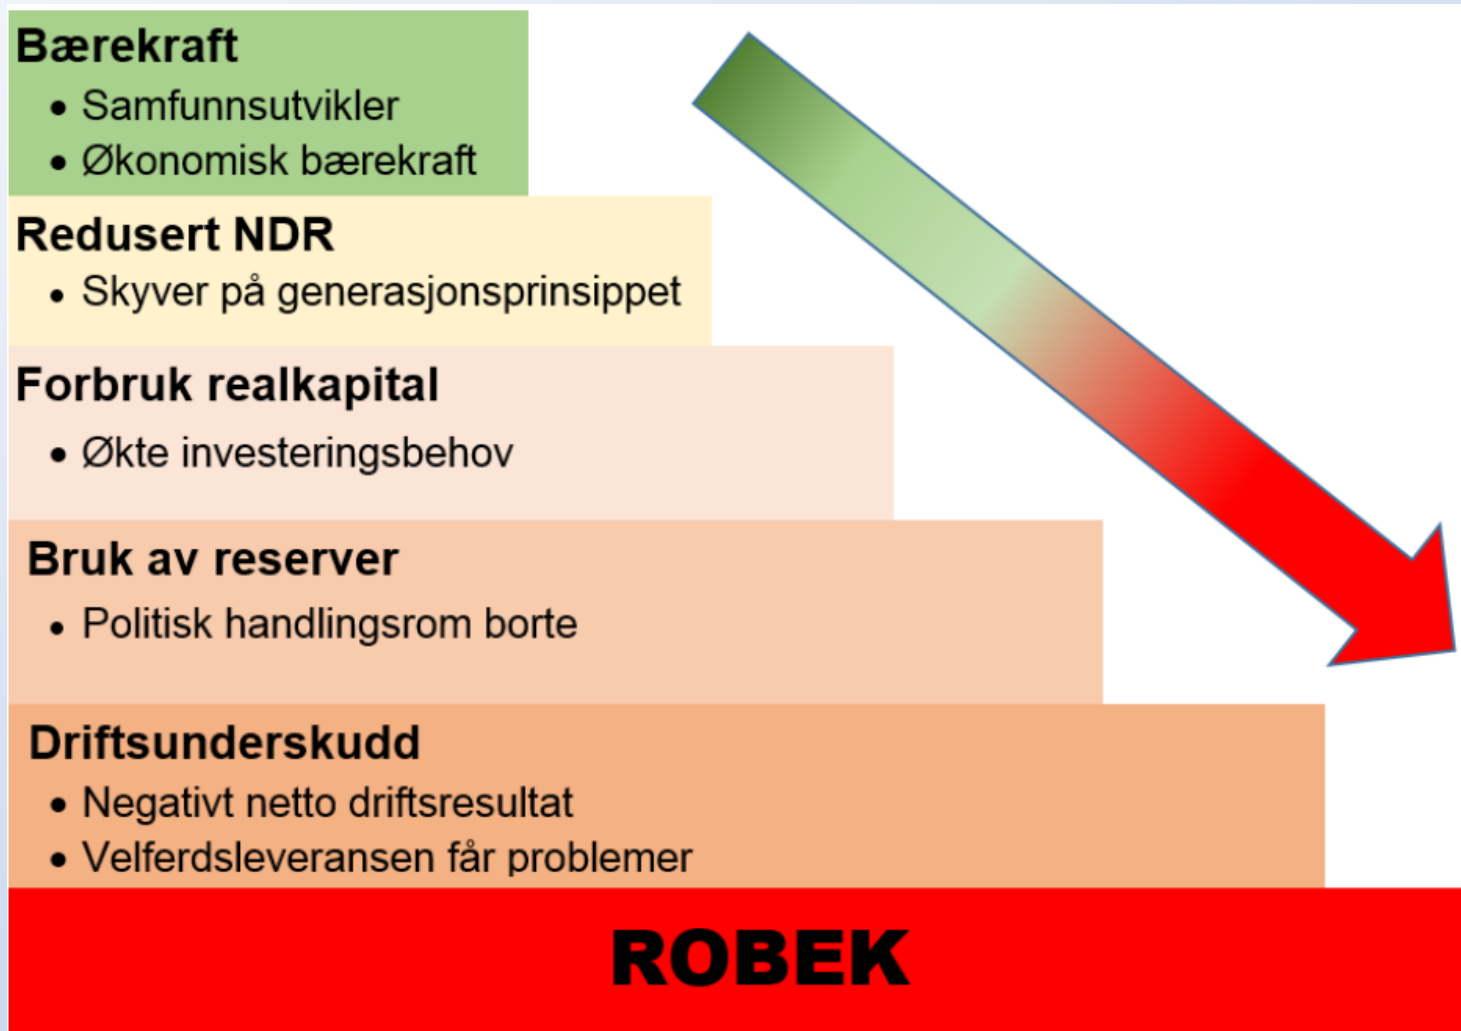 Bærekraft
• Samfunnsutvikler
• Økonomisk bærekraft
Redusert NDR
• Skyver på generasjonsprinsippet
Forbruk realkapital
• Økte investeringsbehov
Bruk av reserver
• Politisk handlingsrom borte
Driftsunderskudd
• Negativt netto driftsresultat
• Velferdsleveransen får problemer
ROBEK